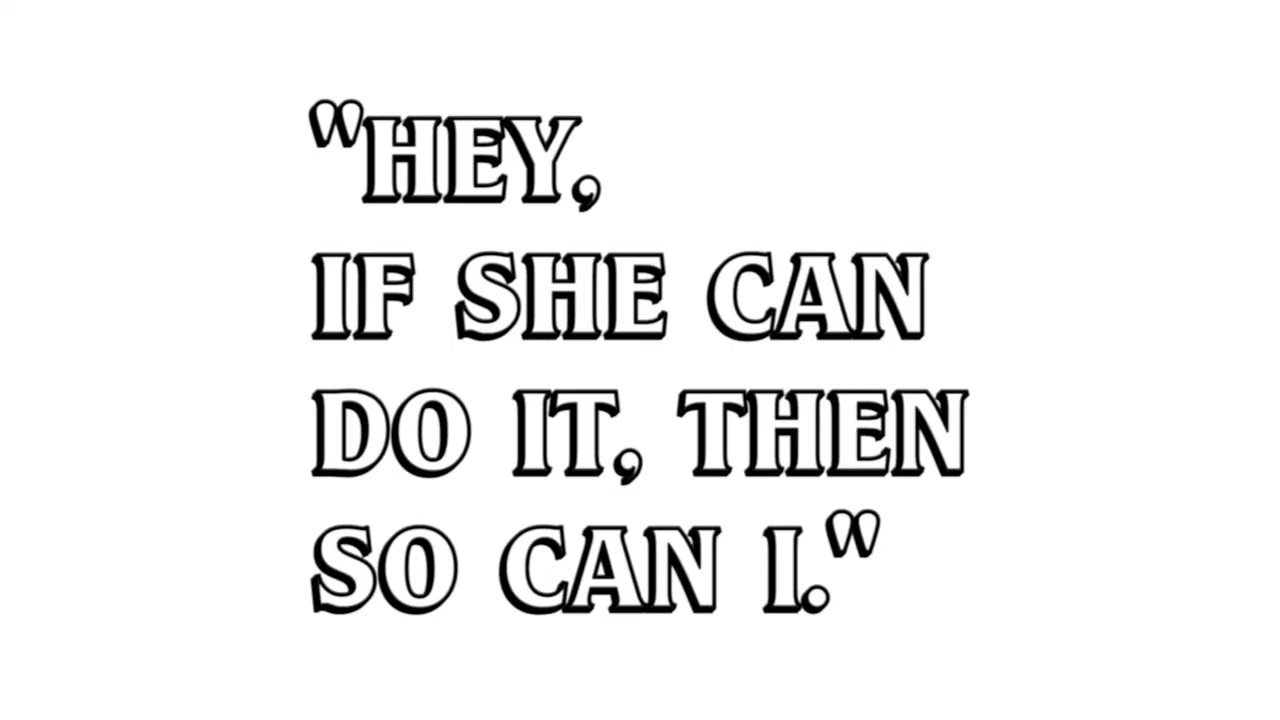 "HEY,
IF SHE CAN
DO IT, THEN
SO CAN I."